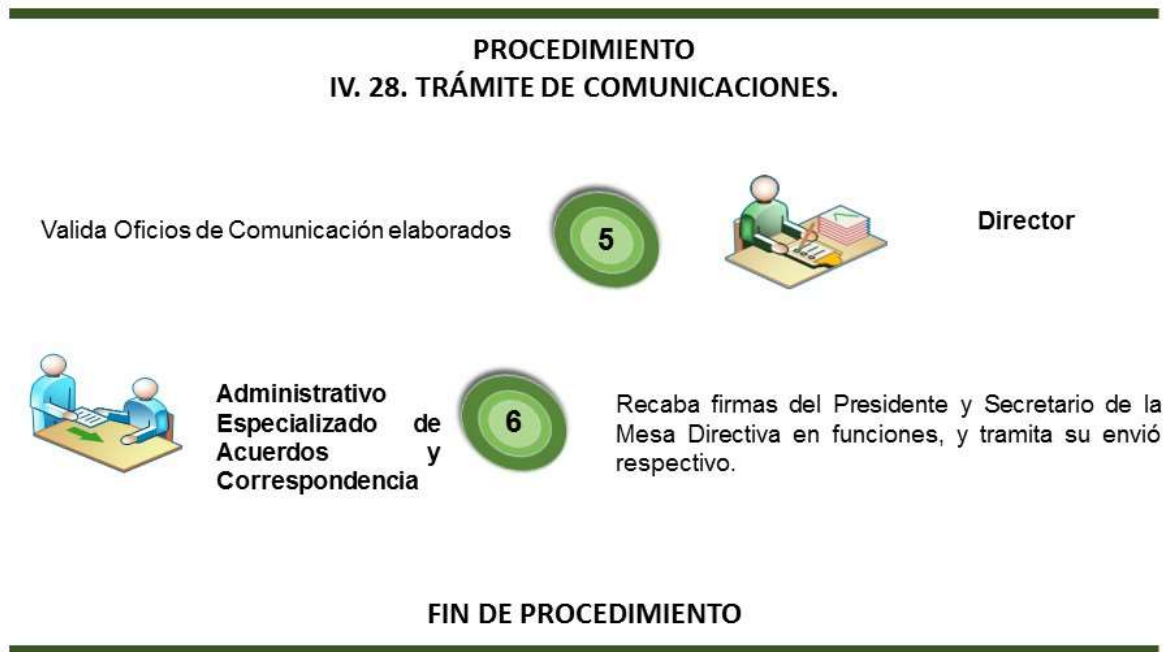 PROCEDIMIENTO
IV. 28. TRÁMITE DE COMUNICACIONES.
Valida Oficios de Comunicación elaborados
5
Director
Administrativo
Especializado de
Acuerdos y
Correspondencia
6
Recaba firmas del Presidente y Secretario de la
Mesa Directiva en funciones, y tramita su envió
respectivo.
FIN DE PROCEDIMIENTO